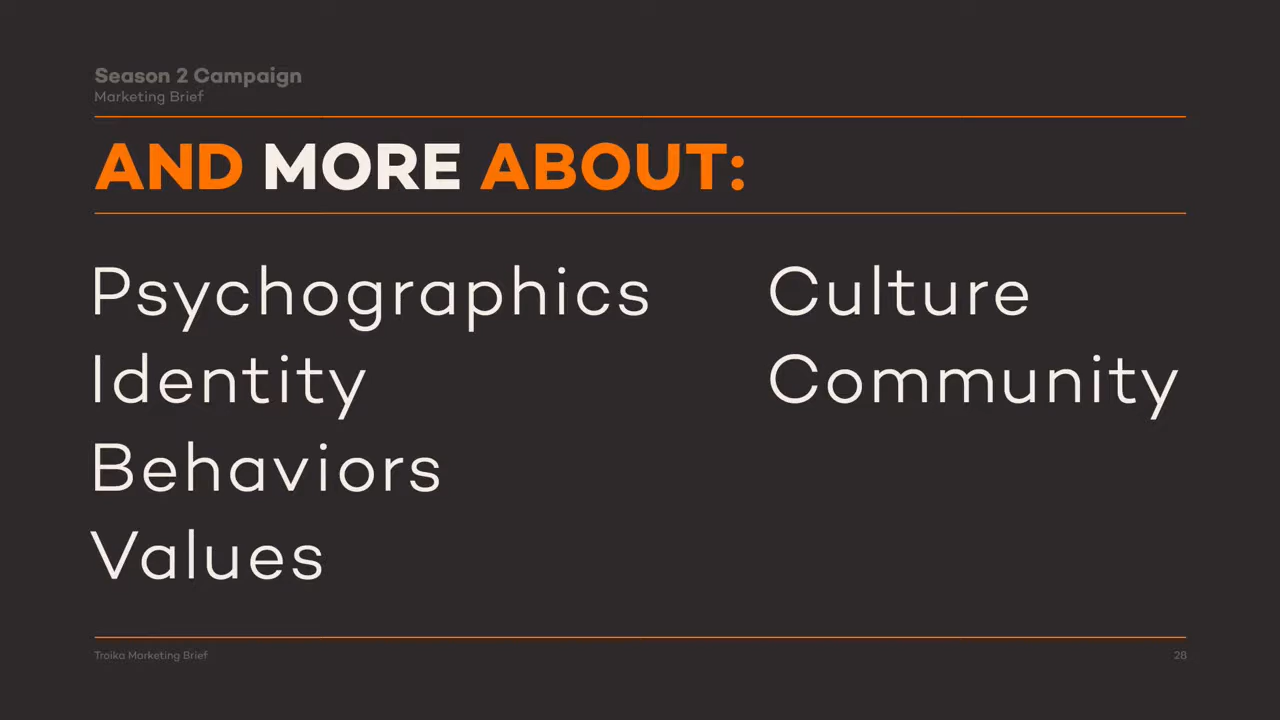 Season 2 Campaign
Marketing Brief
AND MORE ABOUT:
Psychographics
Identity
Behaviors
Values
Culture
Community
Troika Marketing Brief
28